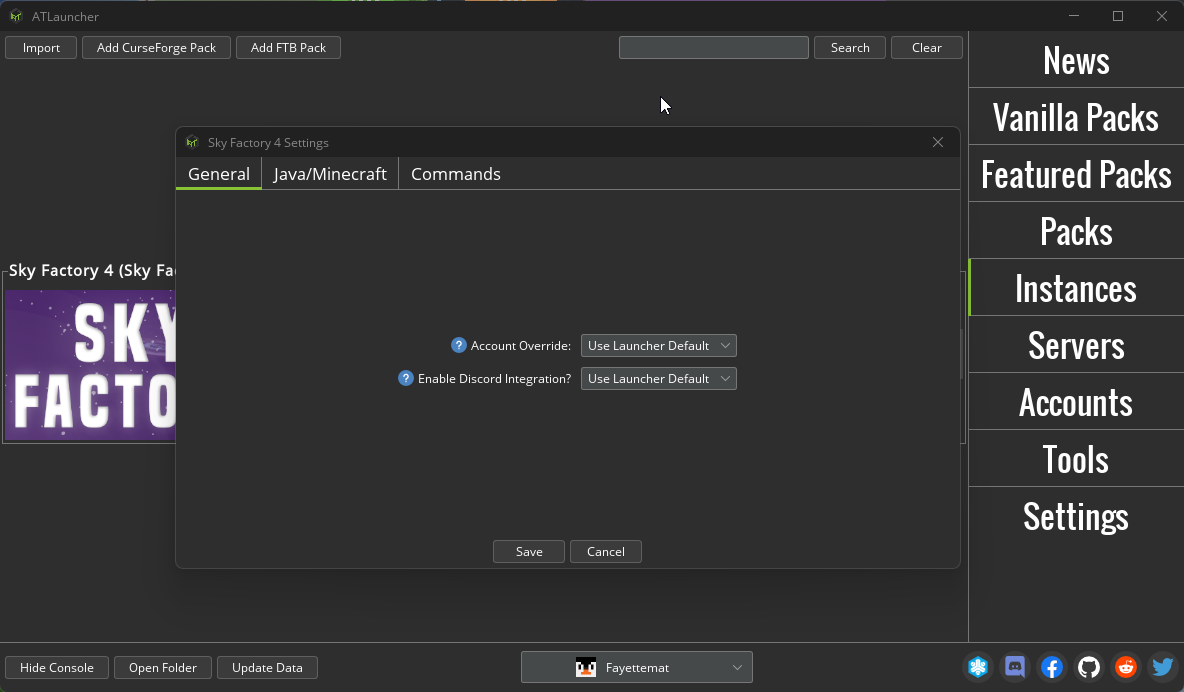 ATLauncher
Import Add CurseForge Pack Add FTB Pack Search Clear
News
Vanilla Packs
Featured Packs
Packs
Instances
Servers
Accounts
Tools
Settings
Sky Factory 4 Settings
General Java/Minecraft Commands
Sky Factory 4 (Sky Fa
SKY
FACTO
? Account Override: Use Launcher Default
? Enable Discord Integration? Use Launcher Default
Save Cancel
Hide Console Open Folder Update Data Fayettemat